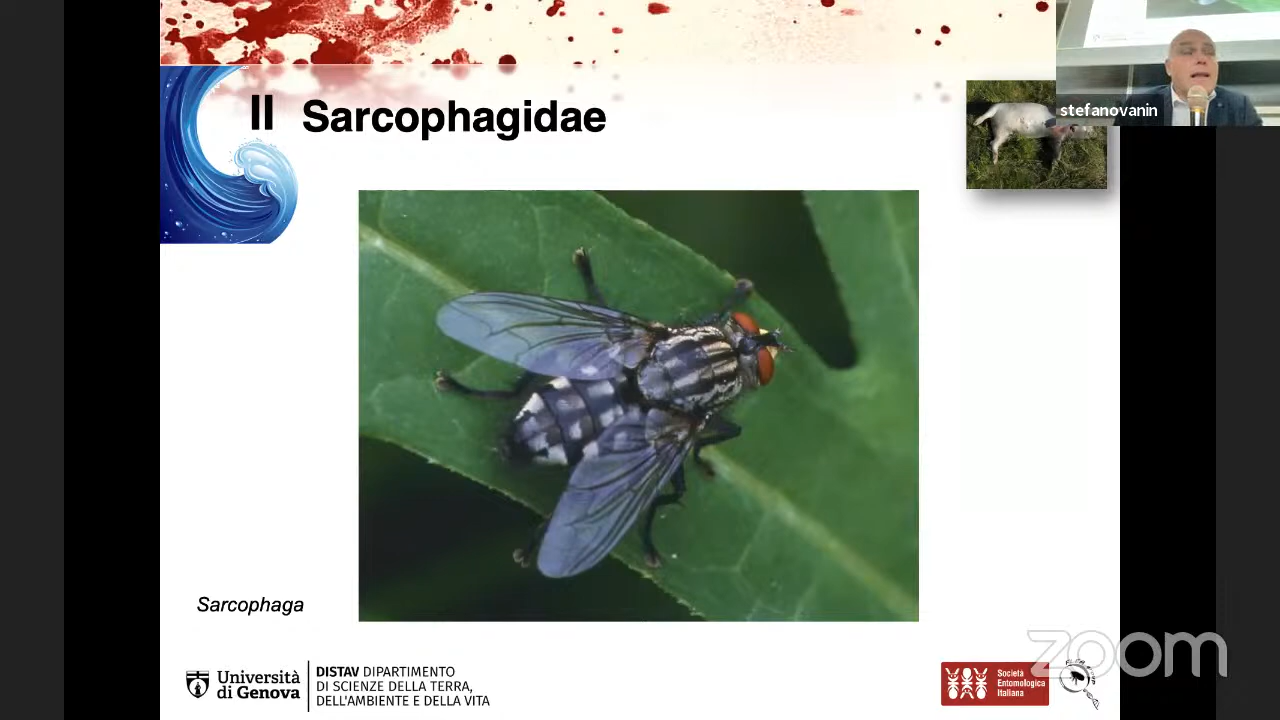 II Sarcophagidae
stefanovanin
Sarcophaga
Università
di Genova
DISTAV DIPARTIMENTO
DI SCIENZE DELLA TERRA,
DELL'AMBIENTE E DELLA VITA
Società
Entomologica
Italiana
zoom